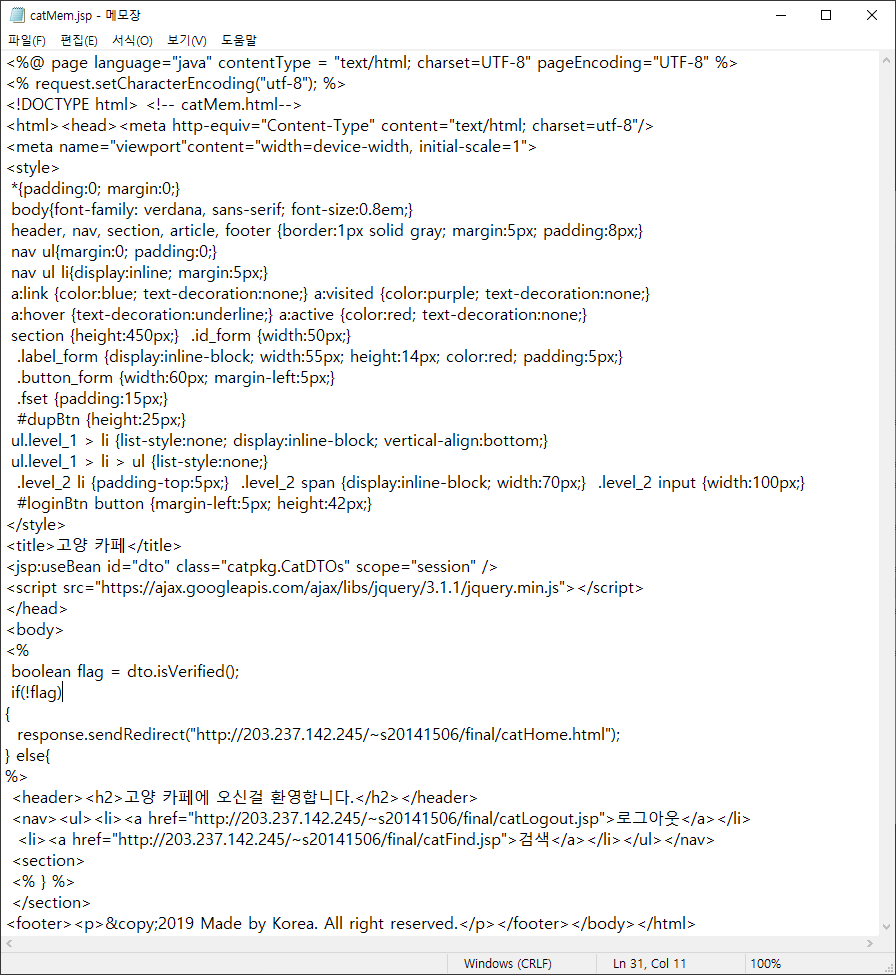 catMem.jsp - 메모장
파일(F) 편집(E) 서식(O) 보기(V) 도움말
<%@ page language="java" contentType = "text/html; charset=UTF-8" pageEncoding="UTF-8" %>
<% request.setCharacterEncoding("utf-8"); %>
<!DOCTYPE html> <!-- catMem.html-->
<html><head><meta http-equiv="Content-Type" content="text/html; charset=utf-8"/>
<meta name="viewport"content="width=device-width, initial-scale=1">
<style>
*{padding:0; margin:0;}
body{font-family: verdana, sans-serif; font-size:0.8em;}
header, nav, section, article, footer {border:1px solid gray; margin:5px; padding:8px;}
nav ul{margin:0; padding:0;}
nav ul li{display:inline; margin:5px;}
a:link {color:blue; text-decoration:none;} a:visited {color:purple; text-decoration:none;}
a:hover {text-decoration:underline;} a:active {color:red; text-decoration:none;}
section {height:450px;} .id_form {width:50px;}
.label_form {display:inline-block; width:55px; height:14px; color:red; padding:5px;}
.button_form {width:60px; margin-left:5px;}
.fset {padding:15px;}
#dupBtn {height:25px;}
ul.level_1 > li {list-style:none; display:inline-block; vertical-align:bottom;}
ul.level_1 > li > ul {list-style:none;}
.level_2 li {padding-top:5px;} .level_2 span {display:inline-block; width:70px;} .level_2 input {width:100px;}
#loginBtn button {margin-left:5px; height:42px;}
</style>
<title>고양 카페</title>
<jsp:useBean id="dto" class="catpkg.CatDTOs" scope="session" />
<script src="https://ajax.googleapis.com/ajax/libs/jquery/3.1.1/jquery.min.js"></script>
</head>
<body>
<%
boolean flag = dto.isVerified();
if(!flag)
{
response.sendRedirect("http://203.237.142.245/~s20141506/final/catHome.html");
} else{
%>
<header><h2>고양 카페에 오신걸 환영합니다.</h2></header>
<nav><ul><li><a href="http://203.237.142.245/~s20141506/final/catLogout.jsp">로그아웃</a></li>
<li><a href="http://203.237.142.245/~s20141506/final/catFind.jsp">검색</a></li></ul></nav>
<section>
<% } %>
</section>
<footer><p>&copy;2019 Made by Korea. All right reserved.</p></footer></body></html>
Windows (CRLF) Ln 31, Col 11 100%